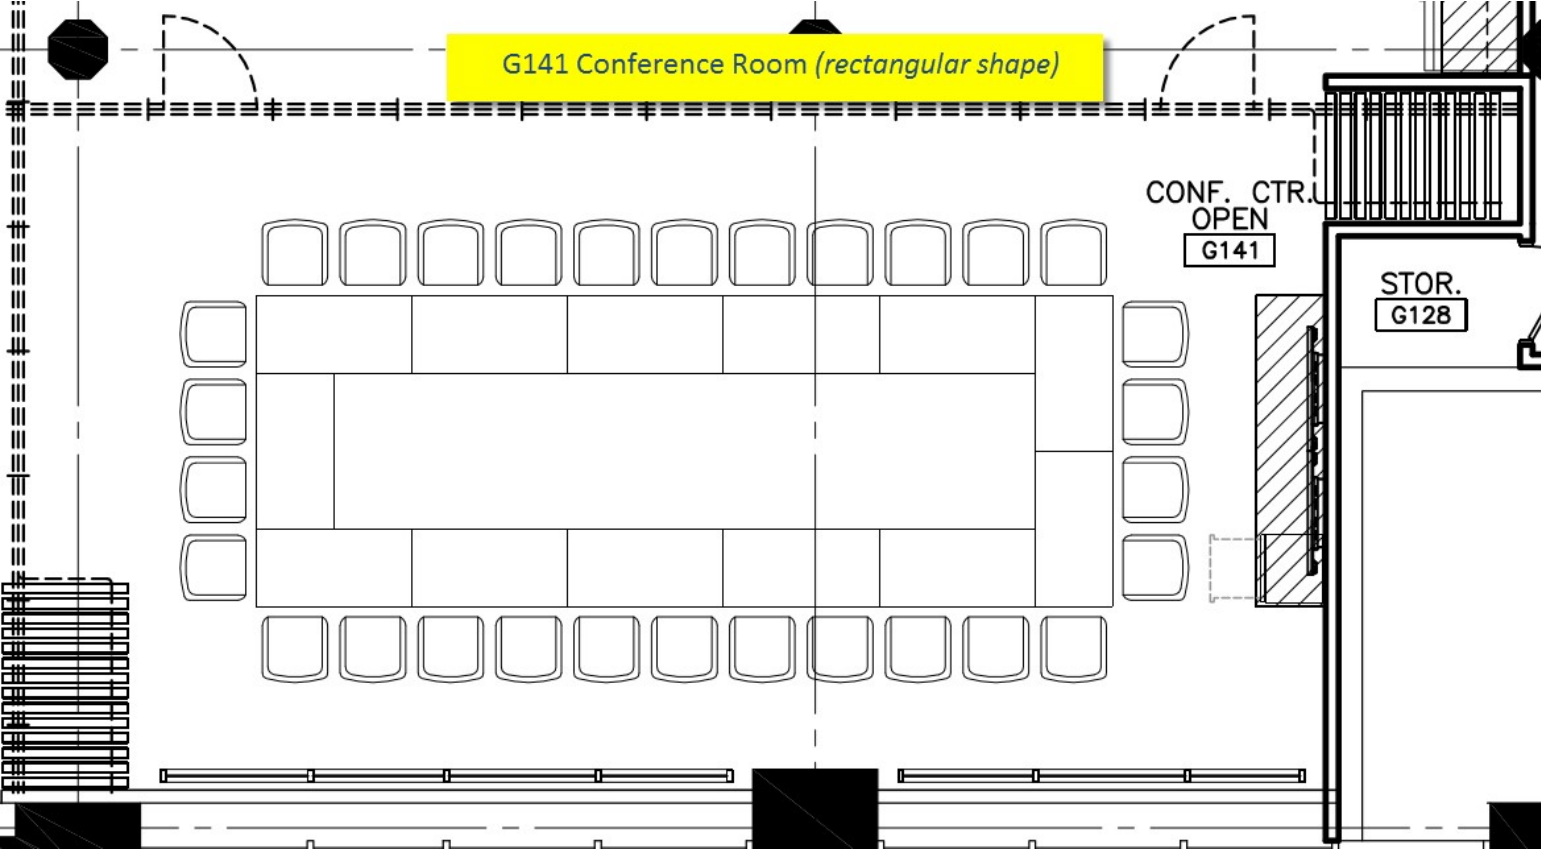 G141 Conference Room (rectangular shape)
CONF. CTR.
OPEN
G141
STOR.
G128